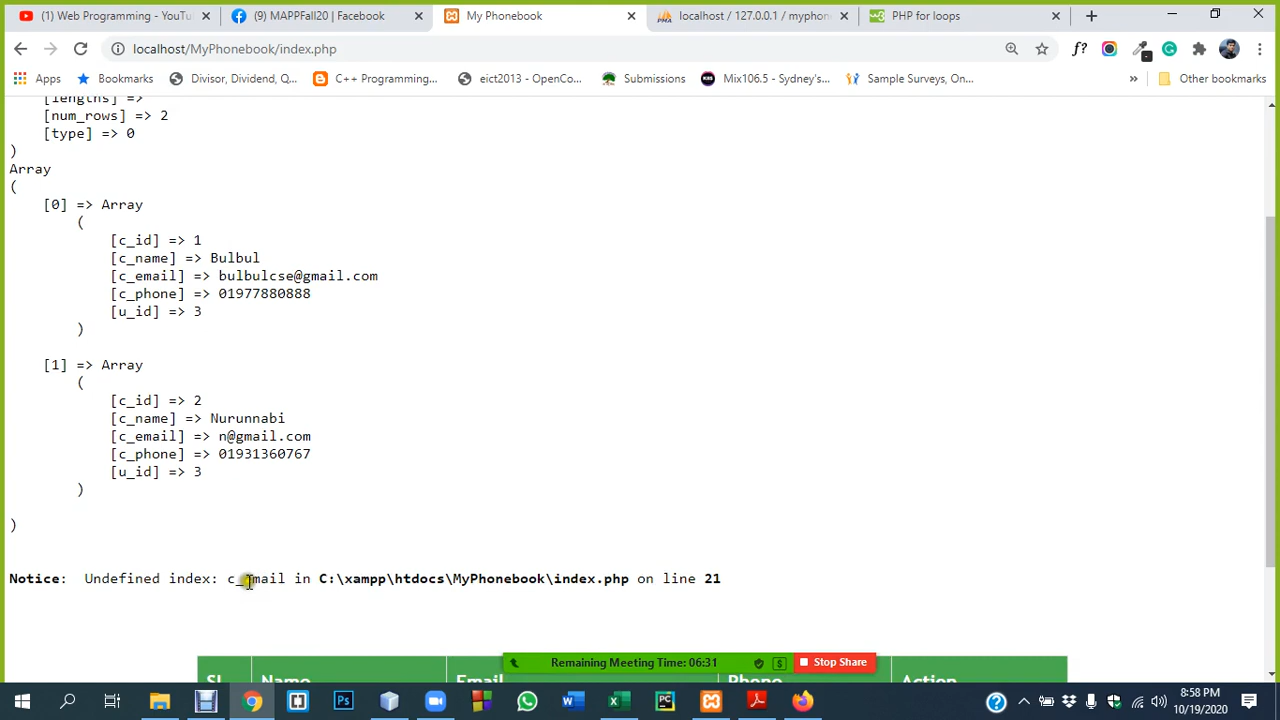 (1) Web Programming - YouTu
(9) MAPPFall20 | Facebook
My Phonebook
localhost / 127.0.0.1 / myphon
PHP for loops
localhost/MyPhonebook/index.php
Apps
Bookmarks
Divisor, Dividend, Q...
C++ Programming...
eict2013 - OpenCo...
Submissions
Mix106.5 - Sydney's...
Sample Surveys, On...
»
Other bookmarks
[lengths] =>
[num_rows] => 2
[type] => 0
)
Array
(
[0] => Array
(
[c_id] => 1
[c_name] => Bulbul
[c_email] => bulbulcse@gmail.com
[c_phone] => 01977880888
[u_id] => 3
)
[1] => Array
(
[c_id] => 2
[c_name] => Nurunnabi
[c_email] => n@gmail.com
[c_phone] => 01931360767
[u_id] => 3
)
)
Notice: Undefined index: in C:\xampp\htdocs\MyPhonebook\index.php on line 21
Remaining Meeting Time: 06:31
Stop Share
Name
Email
Phone
Action
8:58 PM
10/19/2020